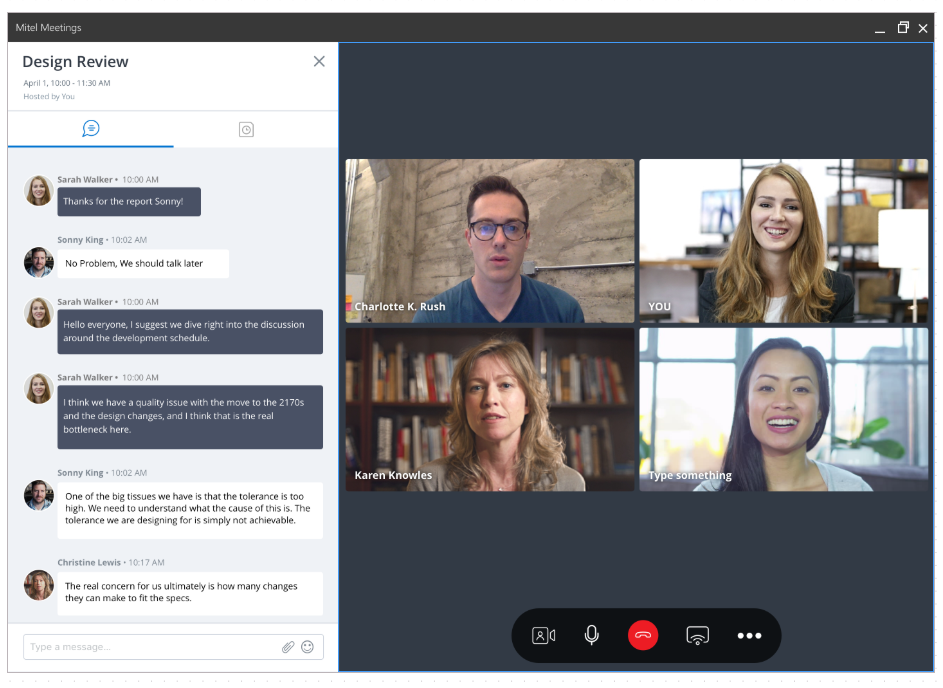 Mitel Meetings
Design Review
April 1, 10:00 - 11:30 AM
Hosted by You
Sarah Walker • 10:00 AM
Thanks for the report Sonny!
Sonny King • 10:02 AM
No Problem, We should talk later
Sarah Walker • 10:00 AM
Hello everyone, I suggest we dive right into the discussion
around the development schedule.
Sarah Walker • 10:00 AM
I think we have a quality issue with the move to the 2170s
and the design changes, and I think that is the real
bottleneck here.
Sonny King • 10:02 AM
One of the big tissues we have is that the tolerance is too
high. We need to understand what the cause of this is. The
tolerance we are designing for is simply not achievable.
Christine Lewis • 10:17 AM
The real concern for us ultimately is how many changes
they can make to fit the specs.
Type a message...
Charlotte K. Rush
YOU
Karen Knowles
Type something